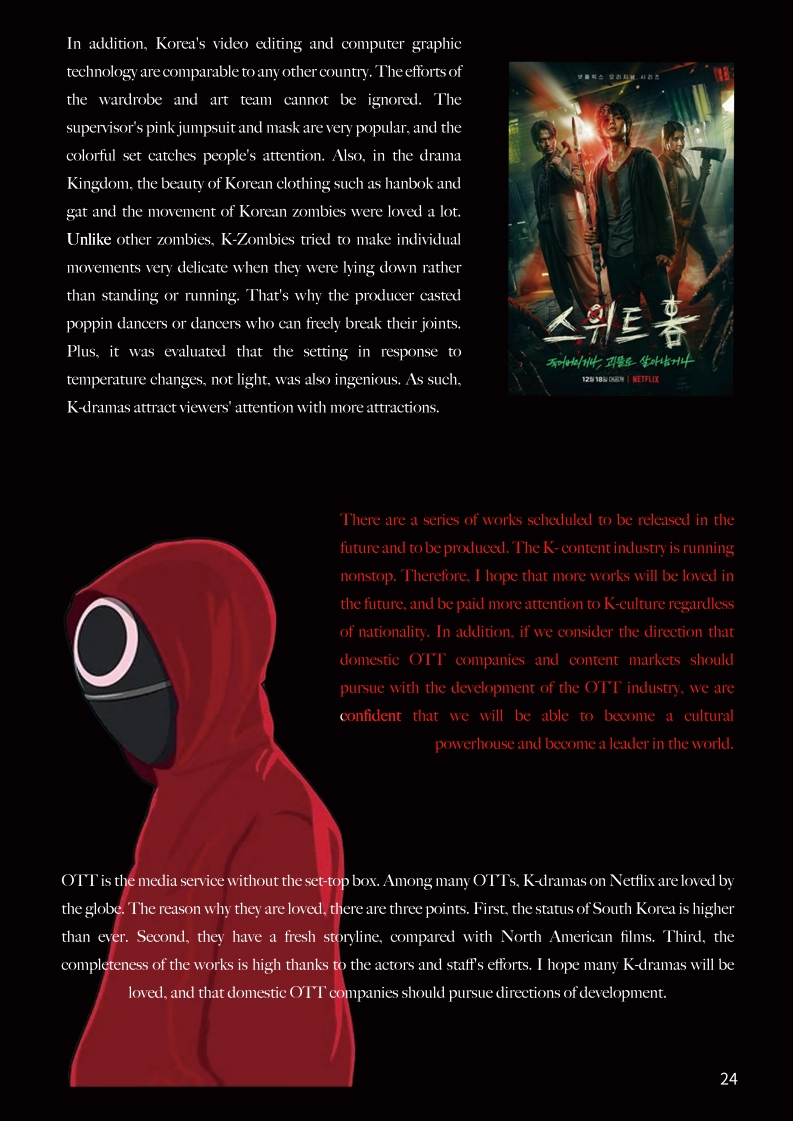 In addition, Korea's video editing and computer graphic
technology are comparable to any other country. The efforts of
the wardrobe and art team cannot be ignored. The
supervisor's pink jumpsuit and mask are very popular, and the
colorful set catches people's attention. Also, in the drama
Kingdom, the beauty of Korean clothing such as hanbok and
gat and the movement of Korean zombies were loved a lot.
Unlike other zombies, K-Zombies tried to make individual
movements very delicate when they were lying down rather
than standing or running. That's why the producer casted
poppin dancers or dancers who can freely break their joints.
Plus, it was evaluated that the setting in response to
temperature changes, not light, was also ingenious. As such,
K-dramas attract viewers' attention with more attractions.
넷플릭스 오리지널 시리즈
스위트홈
죽어버리거나, 괴물로 살아남거나
12월 18일 대공개 | NETFLIX
There are a series of works scheduled to be released in the
future and to be produced. The K- content industry is running
nonstop. Therefore, I hope that more works will be loved in
the future, and be paid more attention to K-culture regardless
of nationality. In addition, if we consider the direction that
domestic OTT companies and content markets should
pursue with the development of the OTT industry, we are
confident that we will be able to become a cultural
powerhouse and become a leader in the world.
OTT is the media service without the set-top box. Among many OTTs, K-dramas on Netflix are loved by
the globe. The reason why they are loved, there are three points. First, the status of South Korea is higher
than ever. Second, they have a fresh storyline, compared with North American films. Third, the
completeness of the works is high thanks to the actors and staff's efforts. I hope many K-dramas will be
loved, and that domestic OTT companies should pursue directions of development.
24